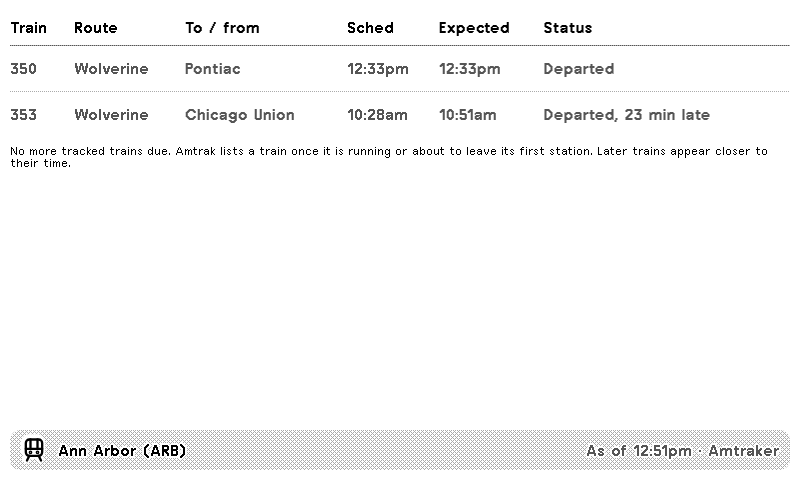 Train Route To / from Sched Expected Status
350 Wolverine Pontiac 12:33pm 12:33pm Departed
353 Wolverine Chicago Union 10:28am 10:51am Departed, 23 min late
No more tracked trains due. Amtrak lists a train once it is running or about to leave its first station. Later trains appear closer to
their time.
Ann Arbor (ARB) As of 12:51pm · Amtraker